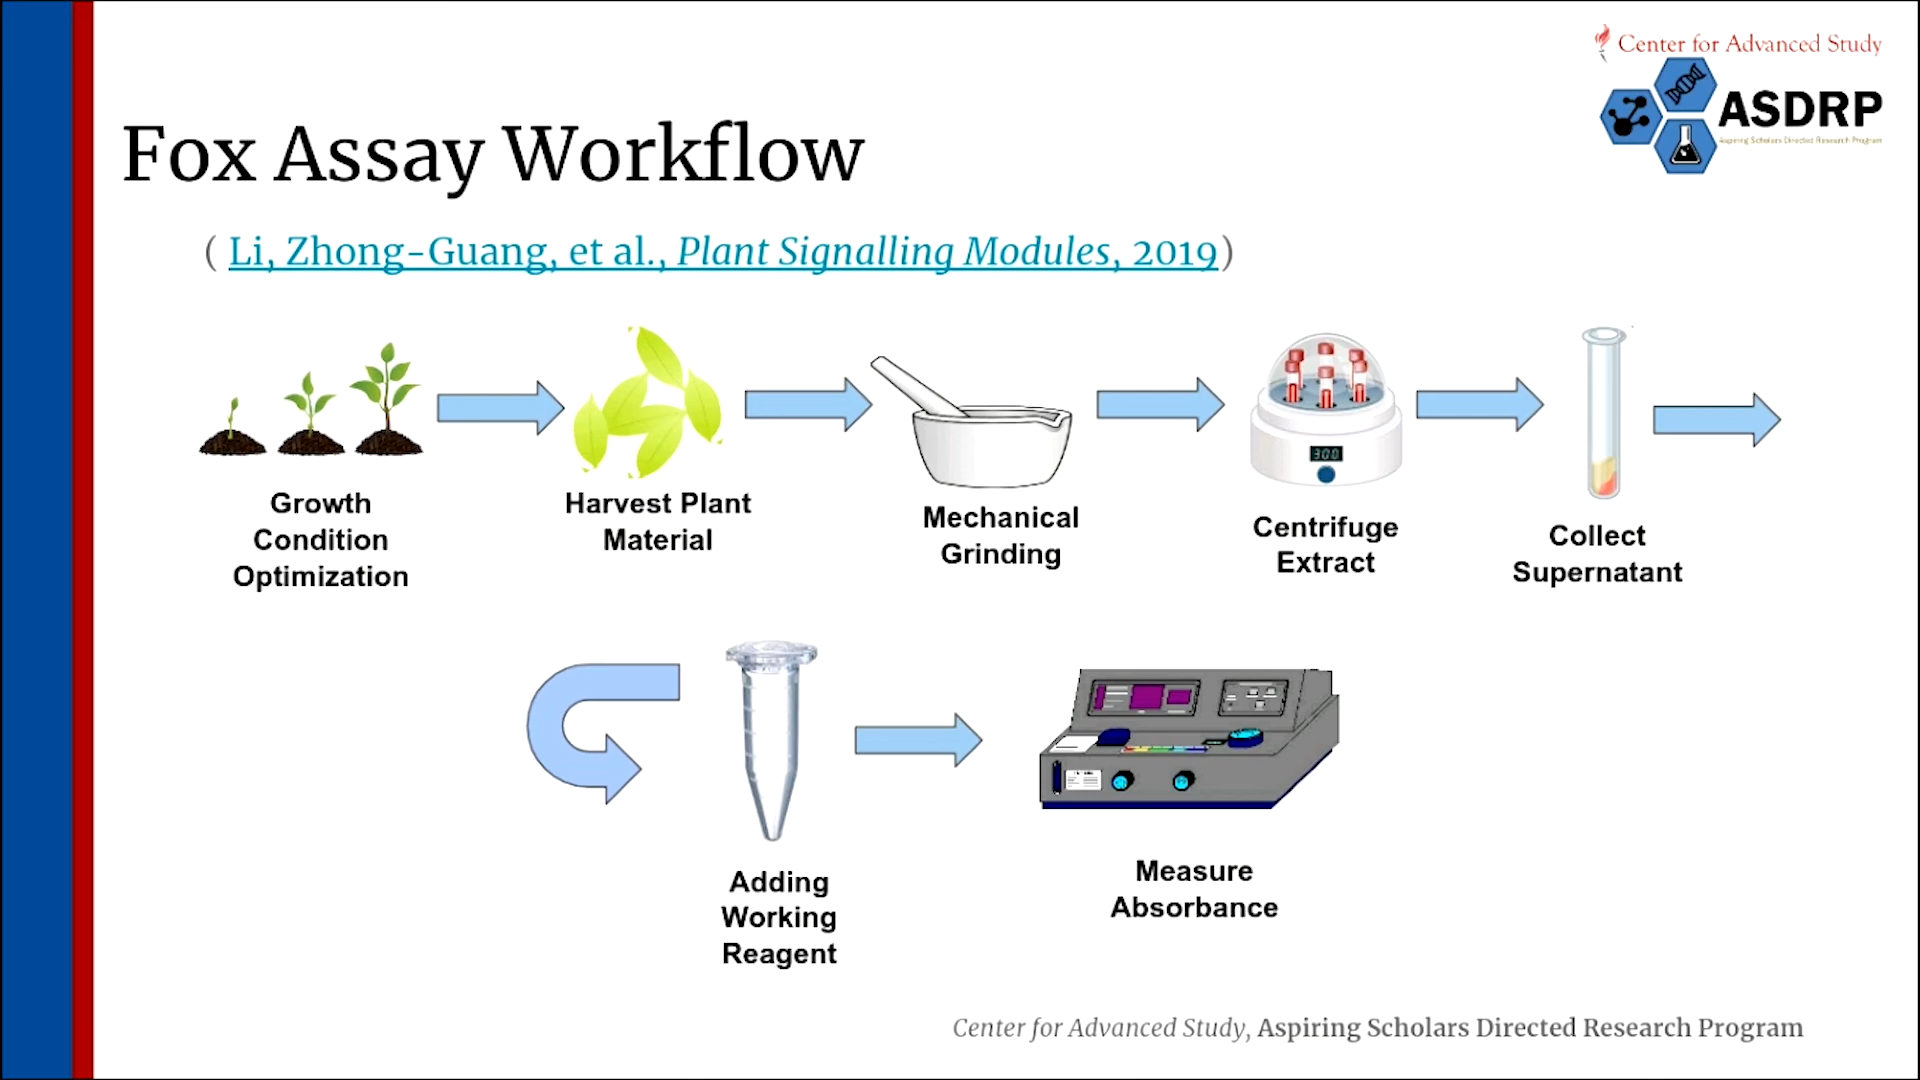 Center for Advanced Study
ASDRP
Aspiring Scholars Directed Research Program
Fox Assay Workflow
( Li, Zhong-Guang, et al., Plant Signalling Modules, 2019)
300
Growth
Condition
Optimization
Harvest Plant
Material
Mechanical
Grinding
Centrifuge
Extract
Collect
Supernatant
Adding
Working
Reagent
Measure
Absorbance
Center for Advanced Study, Aspiring Scholars Directed Research Program